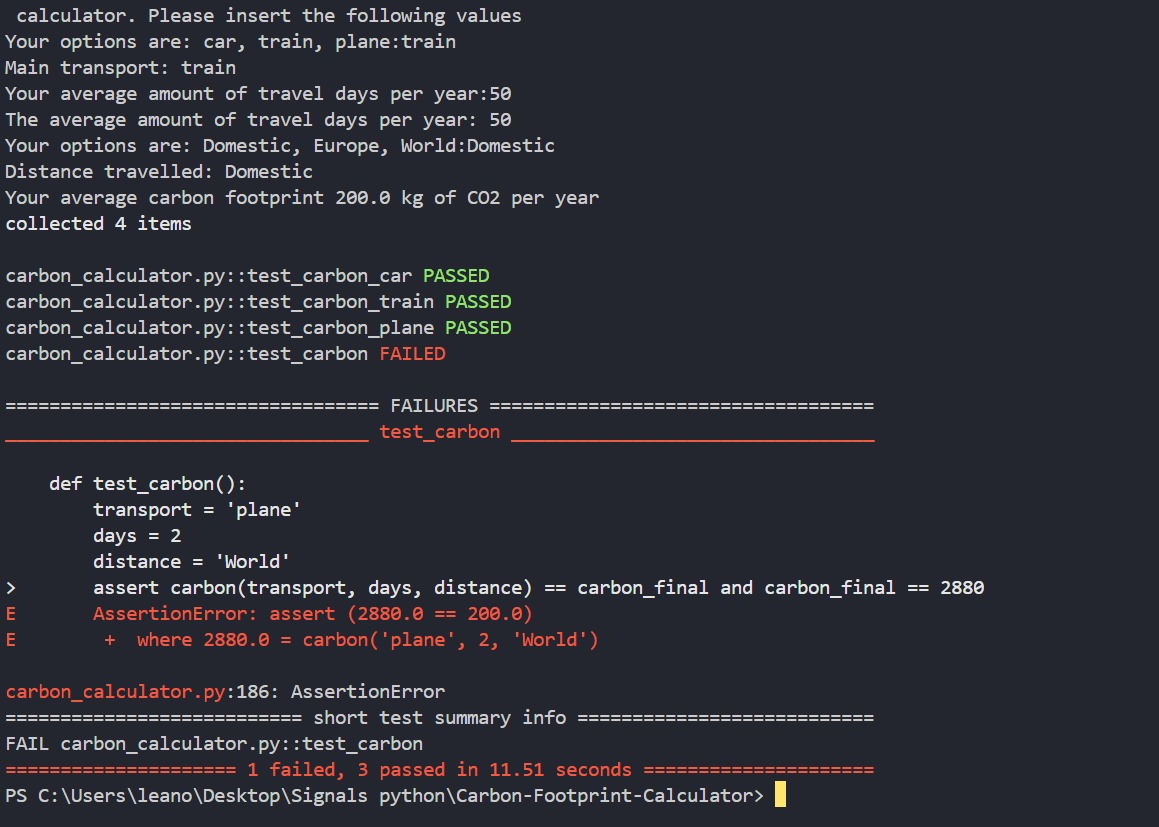 calculator. Please insert the following values
Your options are: car, train, plane:train
Main transport: train
Your average amount of travel days per year:50
The average amount of travel days per year: 50
Your options are: Domestic, Europe, World:Domestic
Distance travelled: Domestic
Your average carbon footprint 200.0 kg of CO2 per year
collected 4 items

carbon_calculator.py::test_carbon_car PASSED
carbon_calculator.py::test_carbon_train PASSED
carbon_calculator.py::test_carbon_plane PASSED
carbon_calculator.py::test_carbon FAILED

================================== FAILURES ===================================
_________________________________ test_carbon _________________________________

    def test_carbon():
        transport = 'plane'
        days = 2
        distance = 'World'
>       assert carbon(transport, days, distance) == carbon_final and carbon_final == 2880
E       AssertionError: assert (2880.0 == 200.0)
E        +  where 2880.0 = carbon('plane', 2, 'World')

carbon_calculator.py:186: AssertionError
=========================== short test summary info ===========================
FAIL carbon_calculator.py::test_carbon
===================== 1 failed, 3 passed in 11.51 seconds =====================
PS C:\Users\leano\Desktop\Signals python\Carbon-Footprint-Calculator>